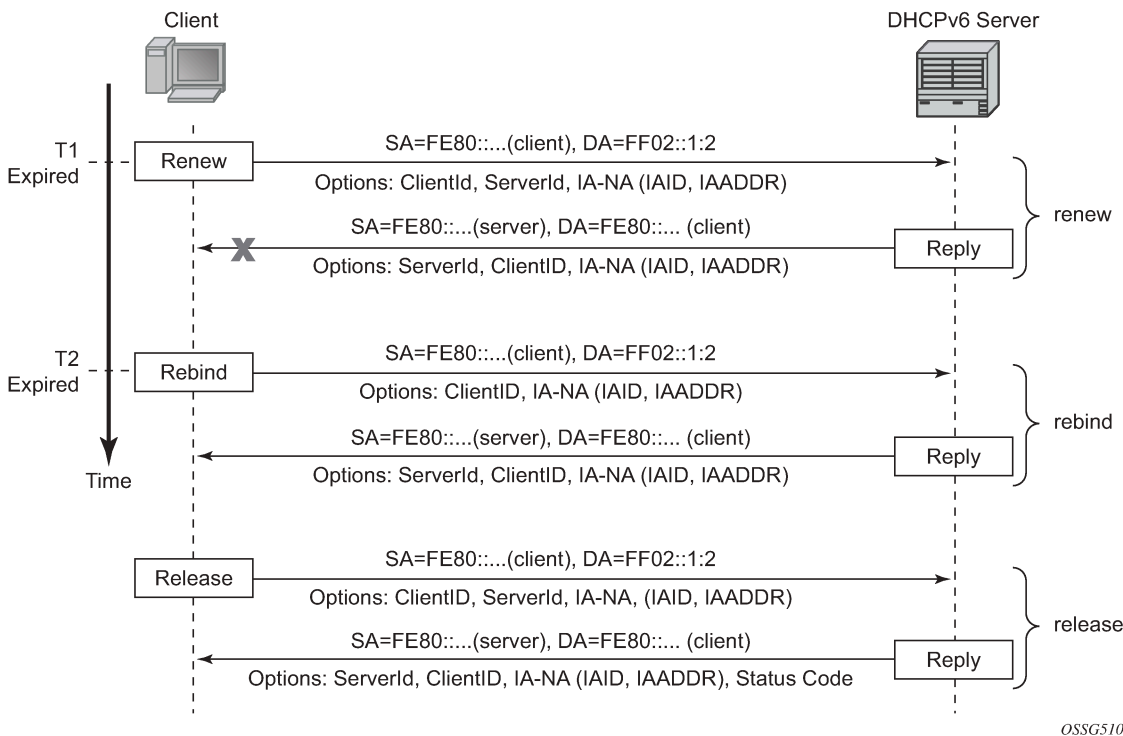 Client
DHCPv6 Server
SA=FE80::...(client), DA=FF02::1:2
T1
Expired
Renew
Options: ClientId, ServerId, IA-NA (IAID, IAADDR)
renew
SA=FE80::...(server), DA=FE80::... (client)
X
Reply
Options: ServerId, ClientID, IA-NA (IAID, IAADDR)
SA=FE80::...(client), DA=FF02::1:2
T2
Expired
Rebind
Options: ClientID, IA-NA (IAID, IAADDR)
rebind
SA=FE80::...(server), DA=FE80::... (client)
Reply
Options: ServerId, ClientID, IA-NA (IAID, IAADDR)
Time
SA=FE80::...(client), DA=FF02::1:2
Release
Options: ClientID, ServerId, IA-NA, (IAID, IAADDR)
release
SA=FE80::...(server), DA=FE80::... (client)
Reply
Options: ServerId, ClientID, IA-NA (IAID, IAADDR), Status Code
OSSG510